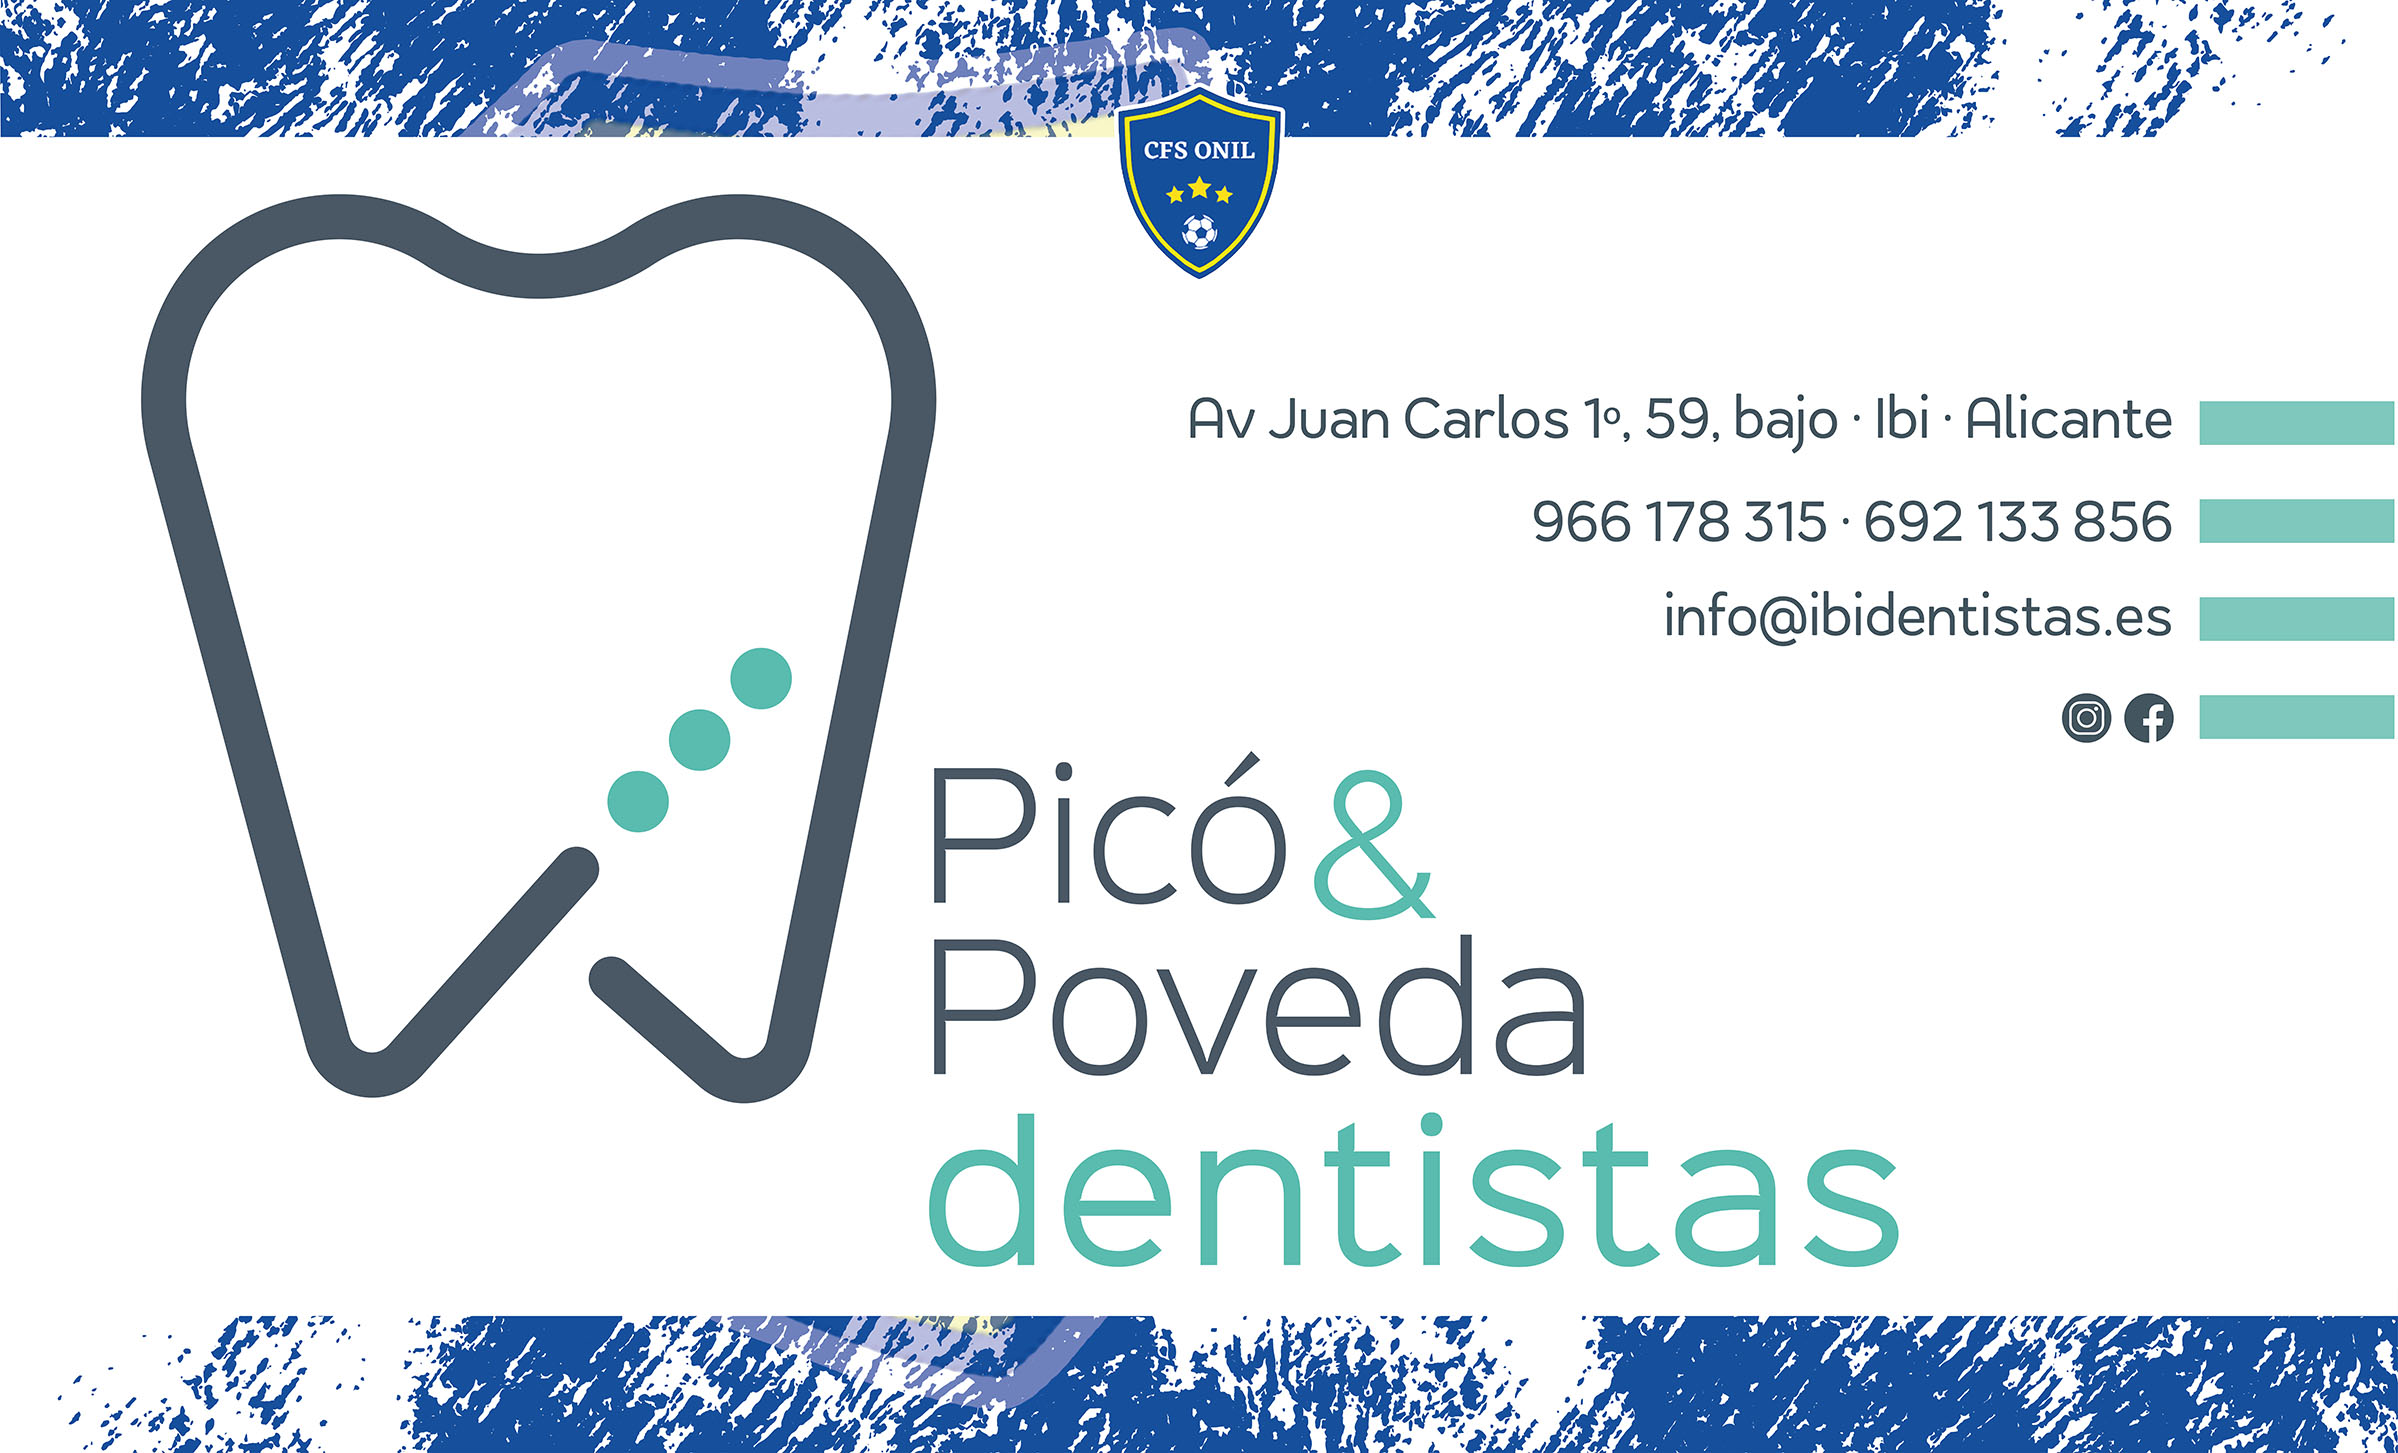 CFS ONIL
Av Juan Carlos 1º, 59, bajo · Ibi · Alicante
966 178 315 · 692 133 856
info@ibidentistas.es
Picó &
Poveda
dentistas